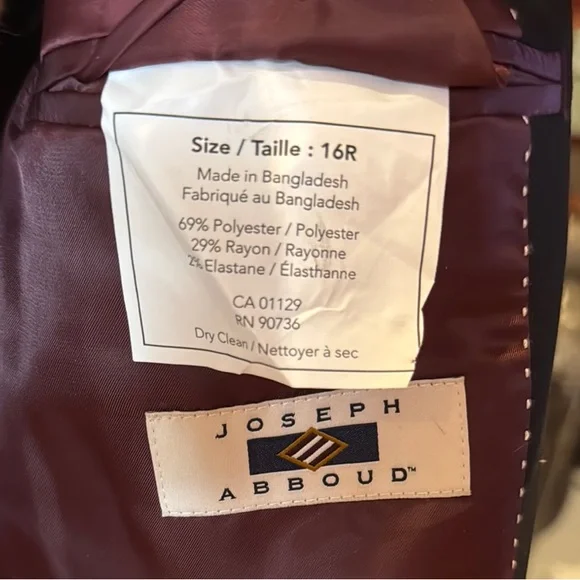 Size / Taille : 16R
Made in Bangladesh
Fabriqué au Bangladesh
69% Polyester / Polyester
29% Rayon / Rayonne
2% Elastane / Élasthanne
CA 01129
RN 90736
Dry Clean / Nettoyer à sec
JOSEPH
ABBOUD™